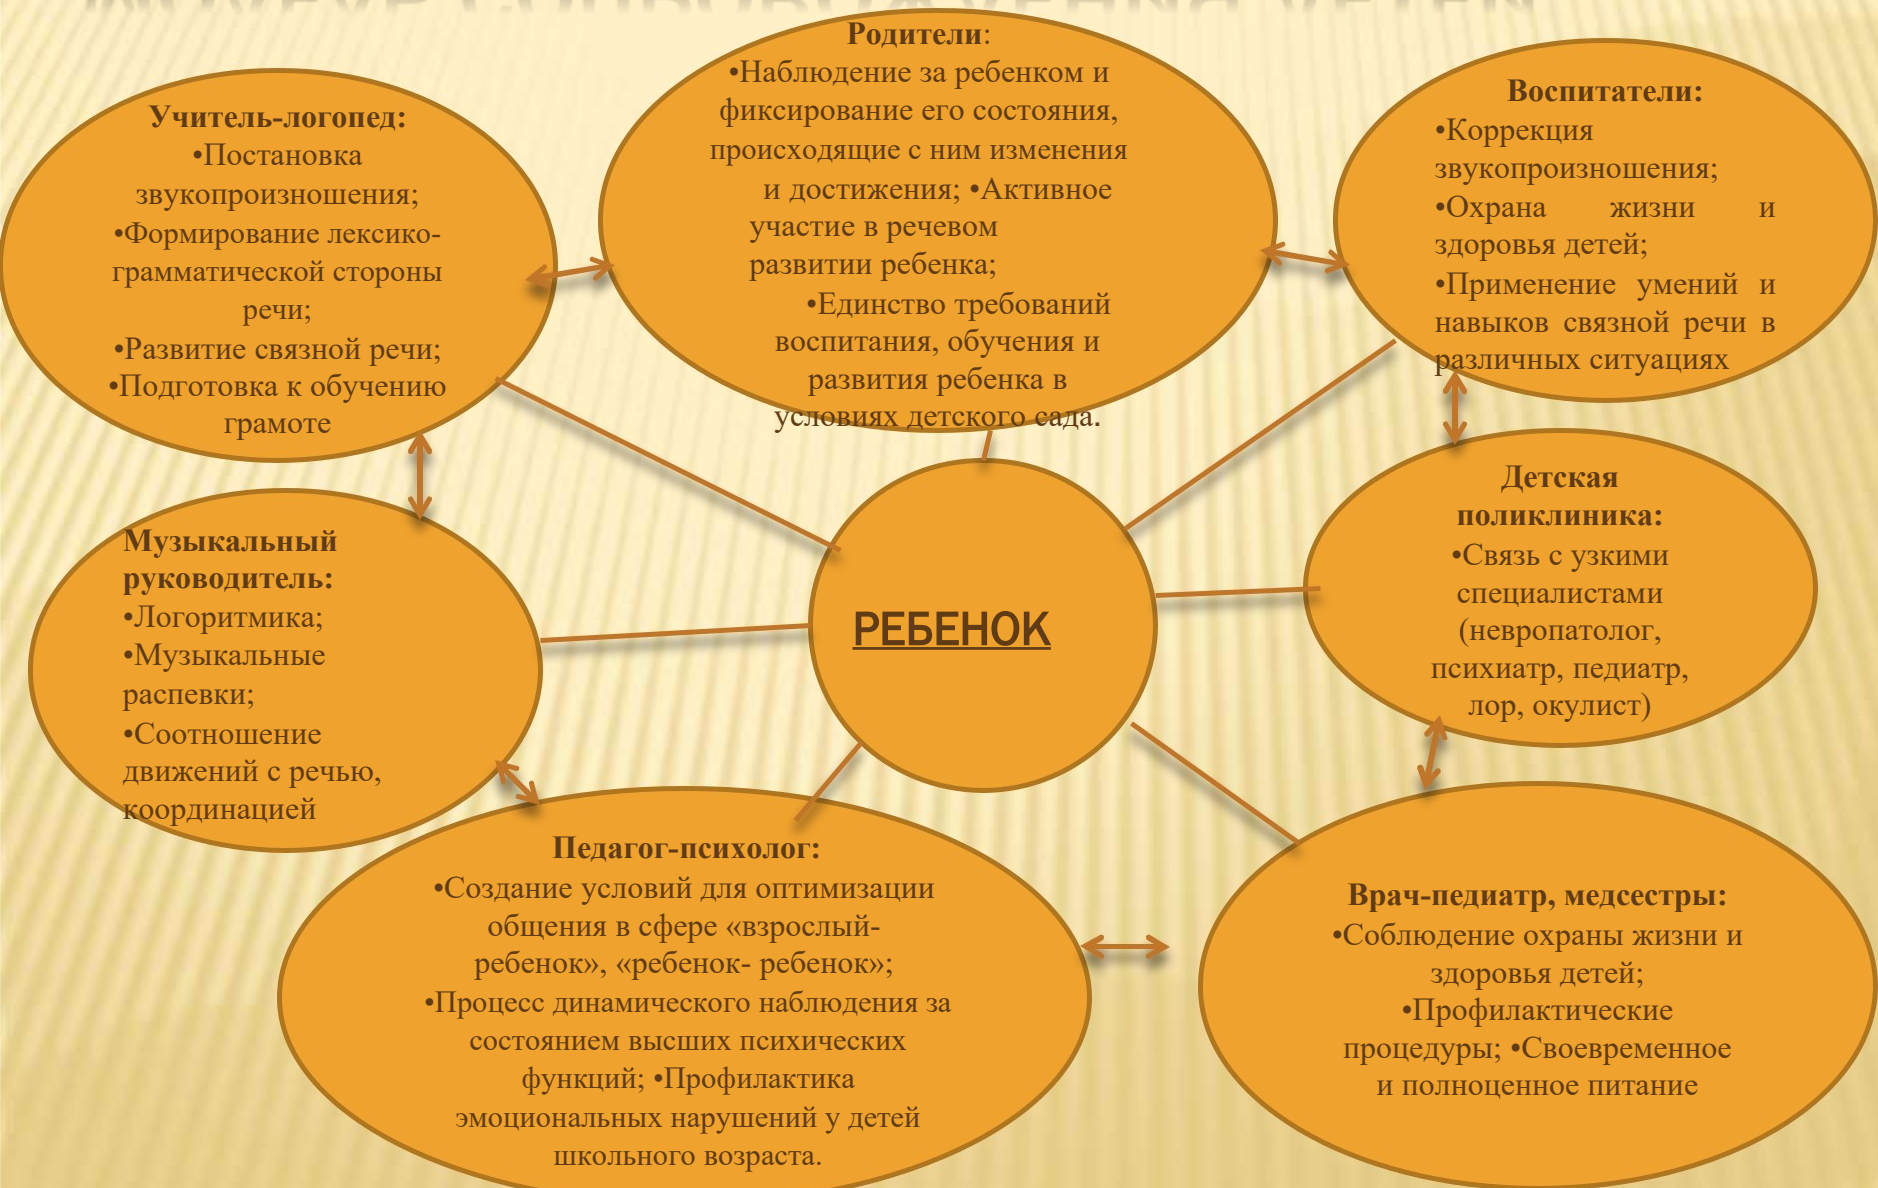 Родители:
•Наблюдение за ребенком и
фиксирование его состояния,
происходящие с ним изменения
и достижения; •Активное
участие в речевом
развитии ребенка;
•Единство требований
воспитания, обучения и
развития ребенка в
условиях детского сада.
Учитель-логопед:
•Постановка
звукопроизношения;
•Формирование лексико-
грамматической стороны
речи;
•Развитие связной речи;
•Подготовка к обучению
грамоте
Воспитатели:
•Коррекция
звукопроизношения;
•Охрана жизни и
здоровья детей;
•Применение умений и
навыков связной речи в
различных ситуациях
Музыкальный
руководитель:
•Логоритмика;
•Музыкальные
распевки;
•Соотношение
движений с речью,
координацией
РЕБЕНОК
Детская
поликлиника:
•Связь с узкими
специалистами
(невропатолог,
психиатр, педиатр,
лор, окулист)
Педагог-психолог:
•Создание условий для оптимизации
общения в сфере «взрослый-
ребенок», «ребенок- ребенок»;
•Процесс динамического наблюдения за
состоянием высших психических
функций; •Профилактика
эмоциональных нарушений у детей
школьного возраста.
Врач-педиатр, медсестры:
•Соблюдение охраны жизни и
здоровья детей;
•Профилактические
процедуры; •Своевременное
и полноценное питание